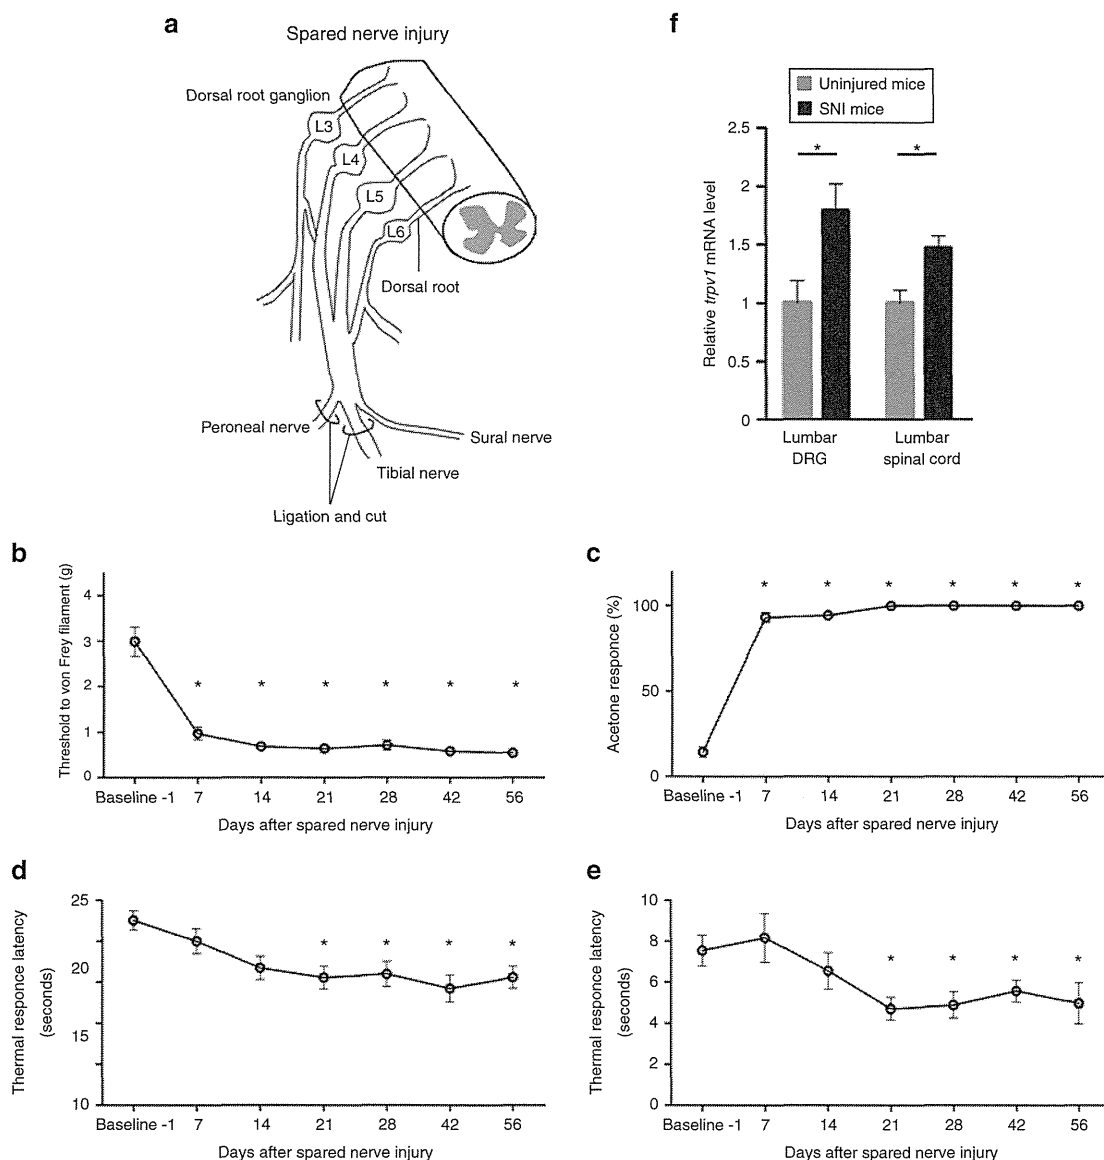 a
Spared nerve injury
Dorsal root ganglion
L3
L4
L5
L6
Dorsal root
Peroneal nerve
Sural nerve
Tibial nerve
Ligation and cut
f
Uninjured mice
SNI mice
Relative trpv1 mRNA level
2.5
2
1.5
1
0.5
0
*
*
Lumbar
DRG
Lumbar
spinal cord
b
Threshold to von Frey filament (g)
4
3
2
1
0
* * * * * *
Baseline -1 7 14 21 28 42 56
Days after spared nerve injury
c
Acetone responce (%)
100
50
0
* * * * * *
Baseline -1 7 14 21 28 42 56
Days after spared nerve injury
d
Thermal responce latency
(seconds)
25
20
15
10
* * * *
Baseline -1 7 14 21 28 42 56
Days after spared nerve injury
e
Thermal responce latency
(seconds)
10
8
6
4
2
0
* * * *
Baseline -1 7 14 21 28 42 56
Days after spared nerve injury